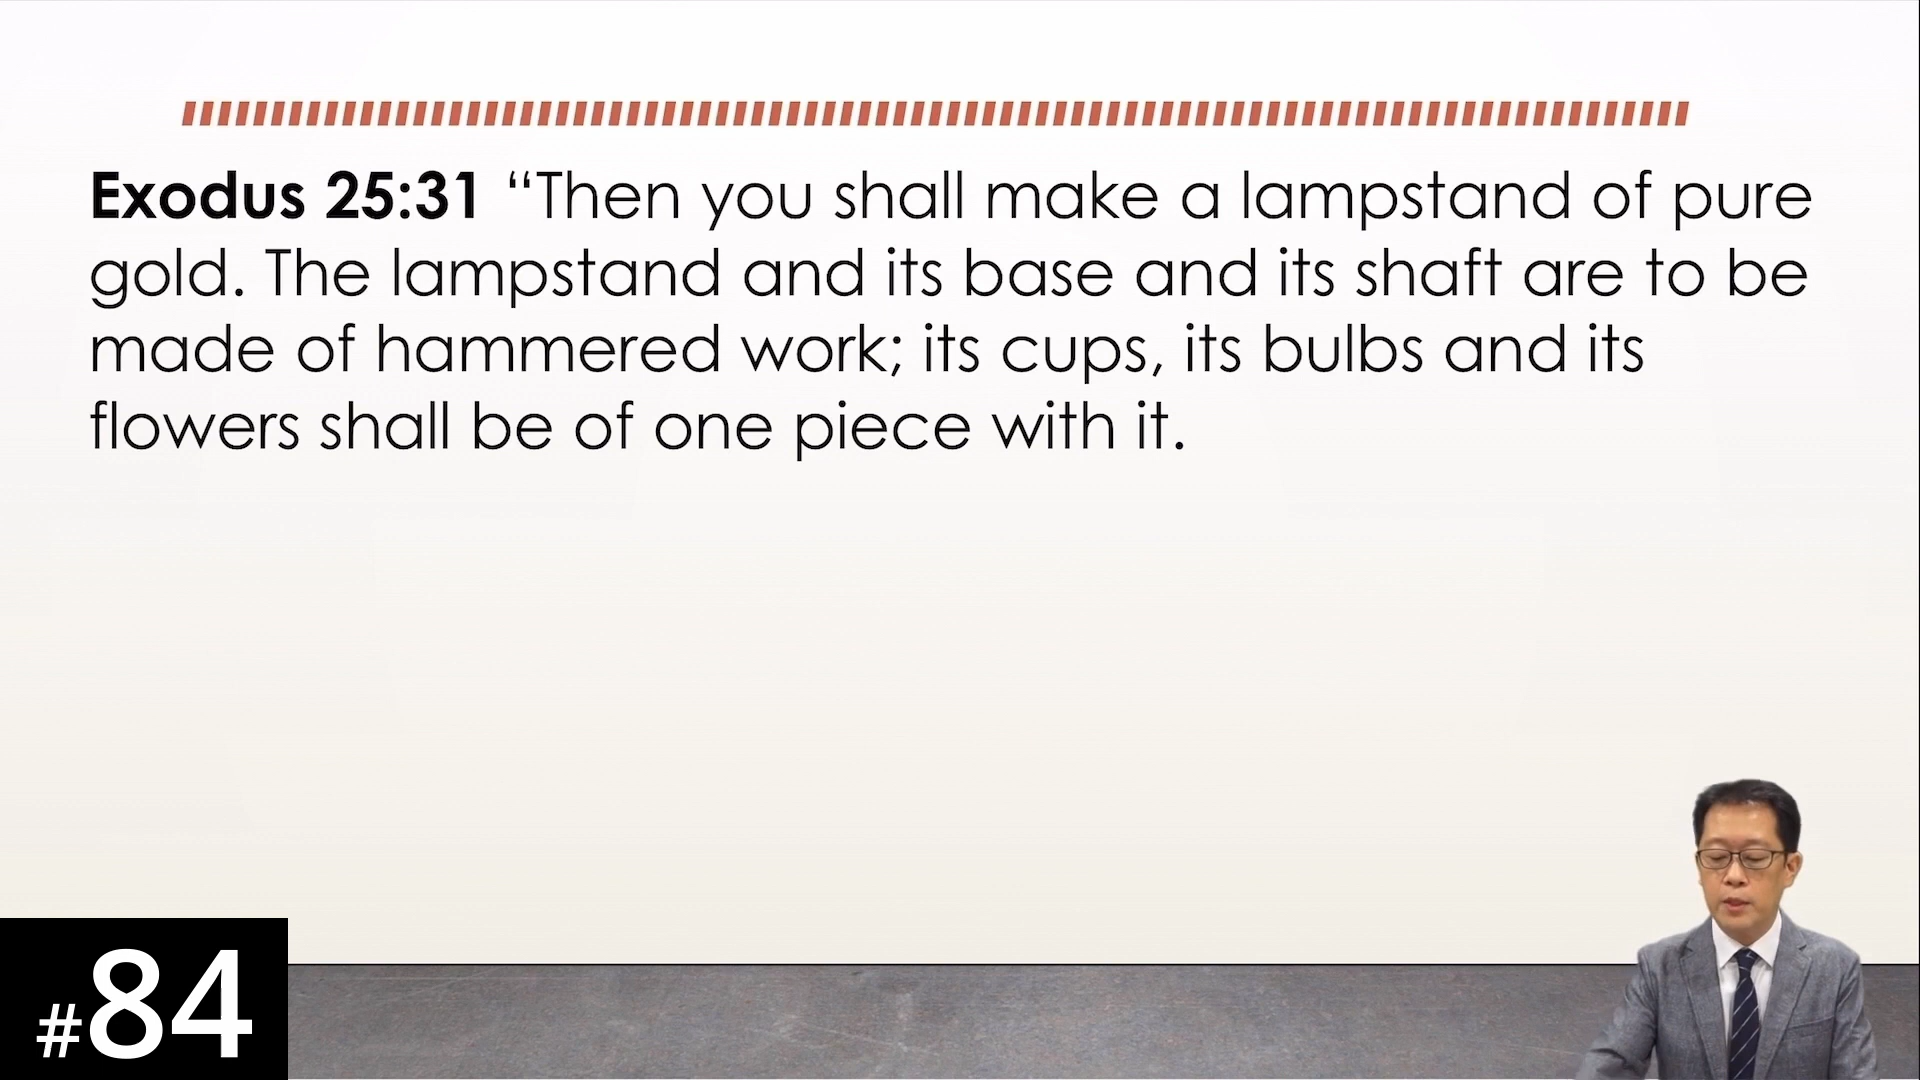 Exodus 25:31 “Then you shall make a lampstand of pure
gold. The lampstand and its base and its shaft are to be
made of hammered work; its cups, its bulbs and its
flowers shall be of one piece with it.
#84